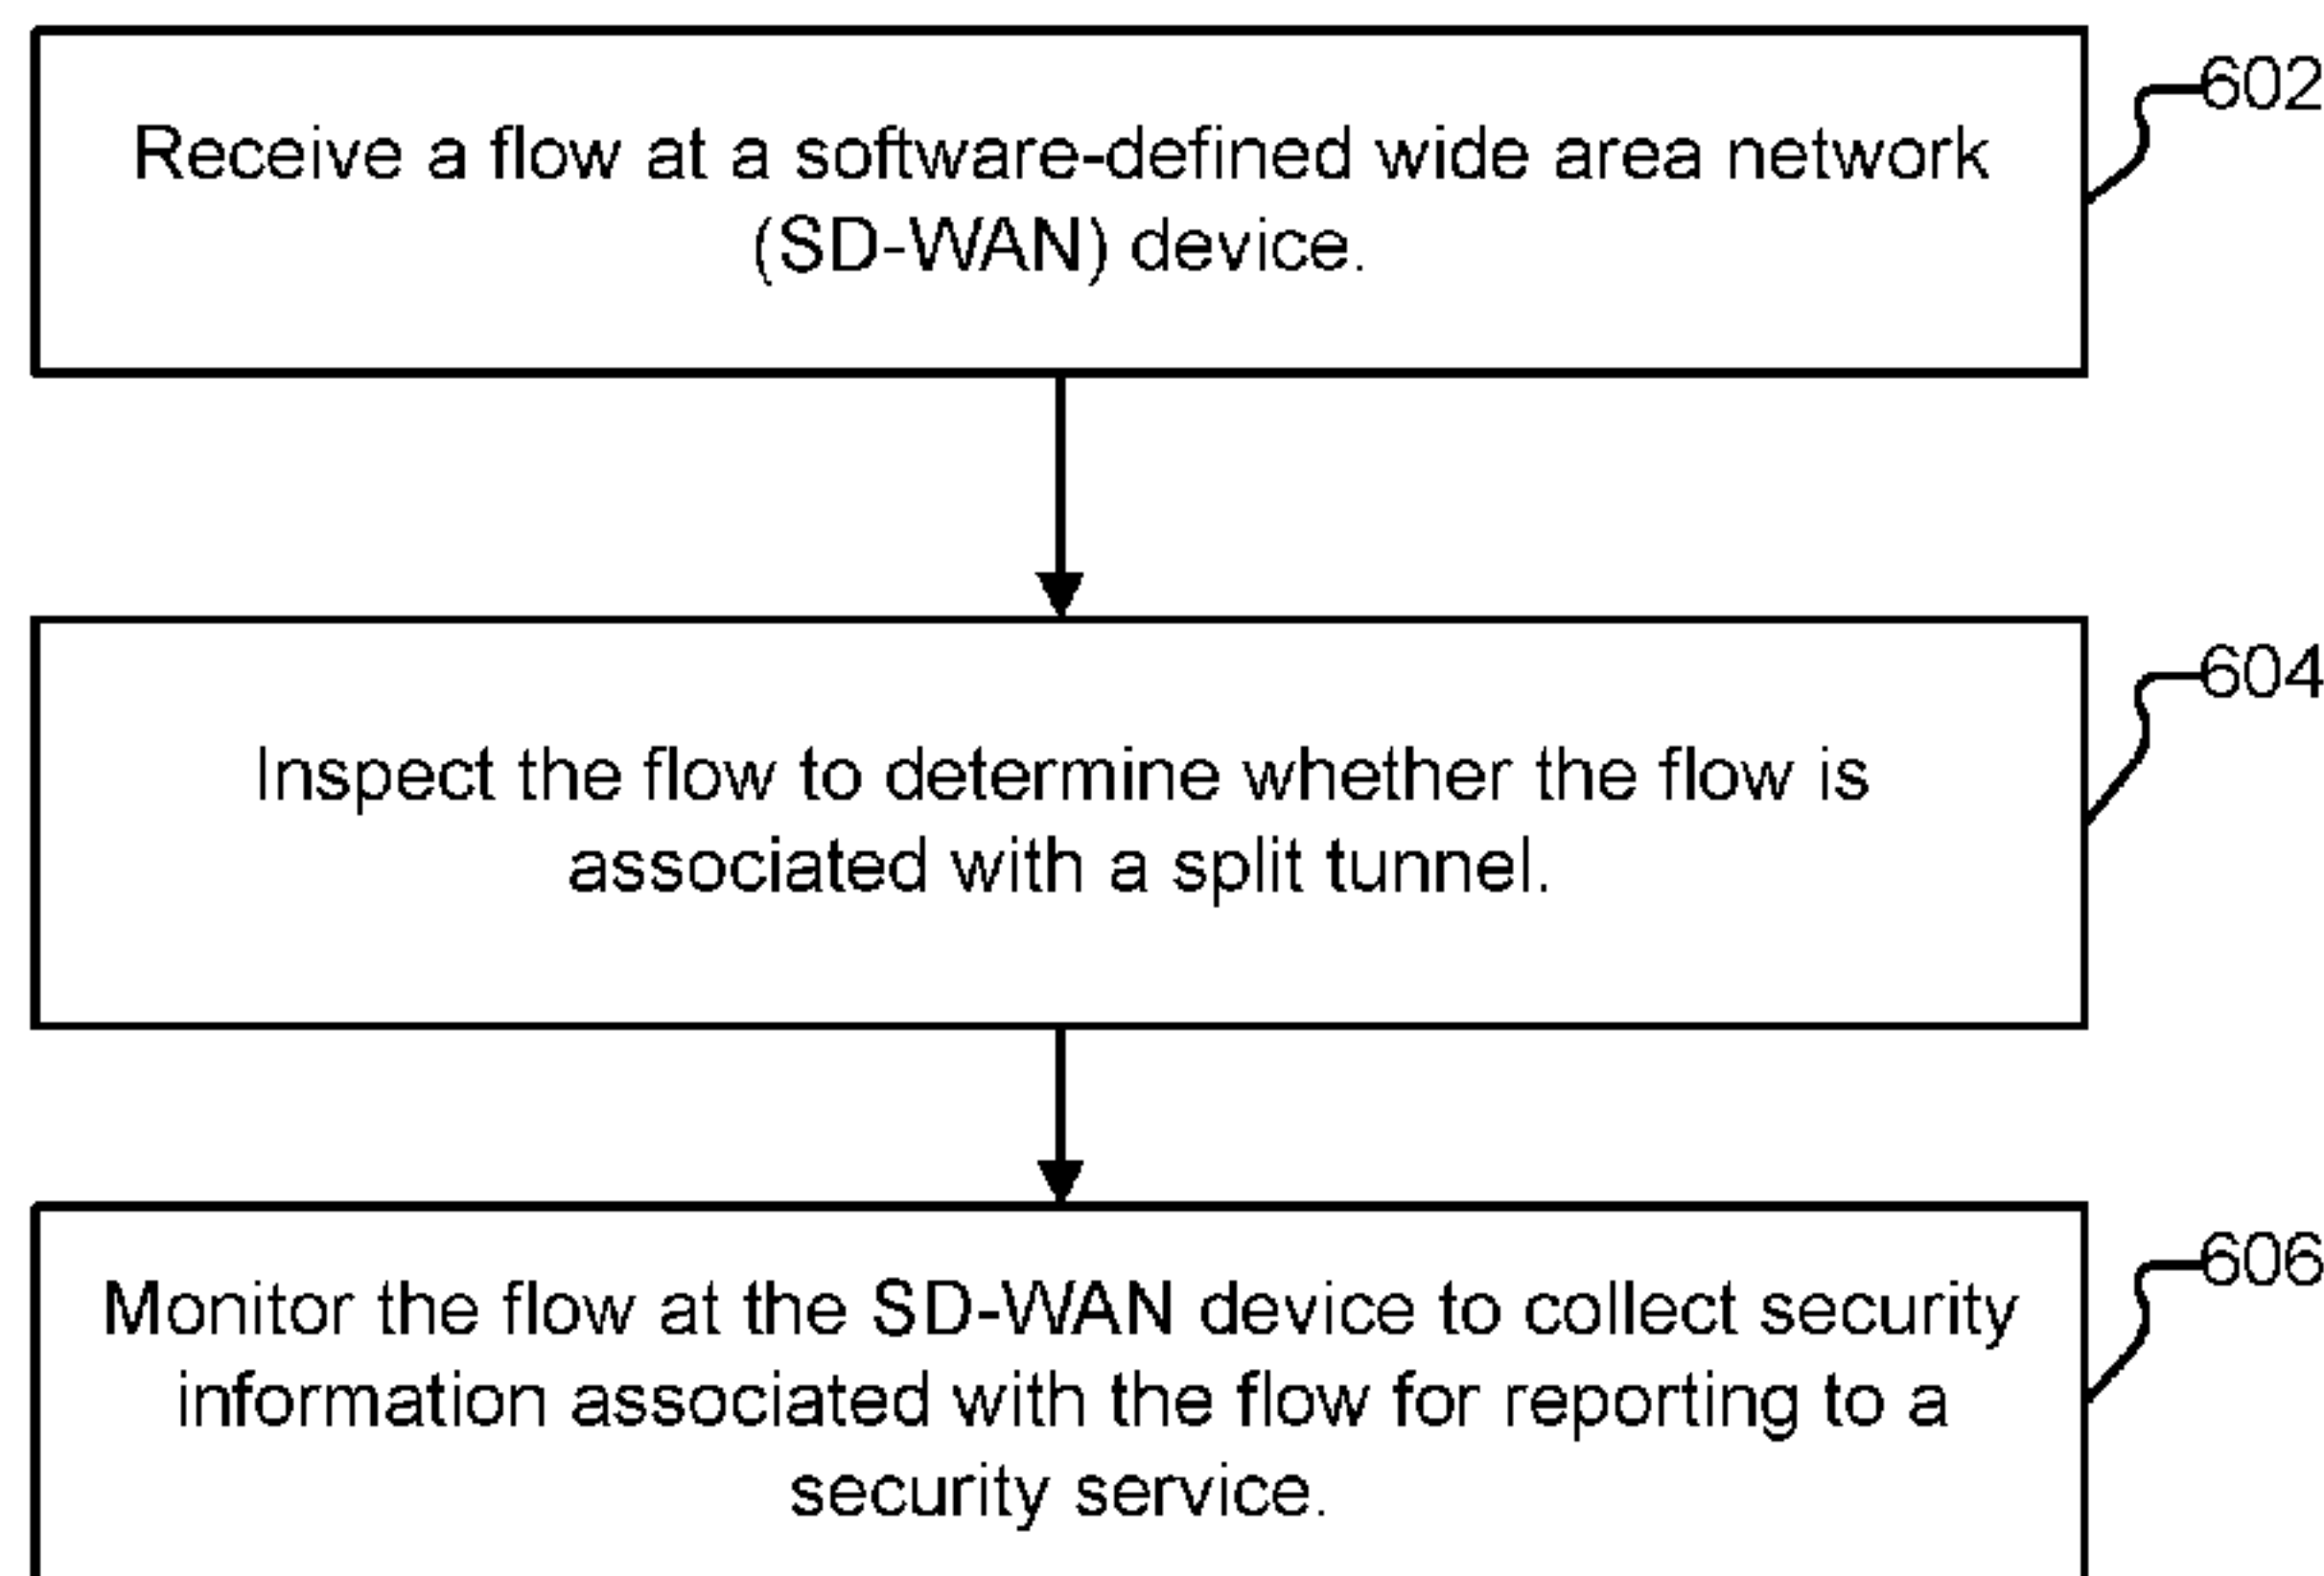 Receive a flow at a software-defined wide area network
(SD-WAN) device.
602
Inspect the flow to determine whether the flow is
associated with a split tunnel.
604
Monitor the flow at the SD-WAN device to collect security
information associated with the flow for reporting to a
security service.
606